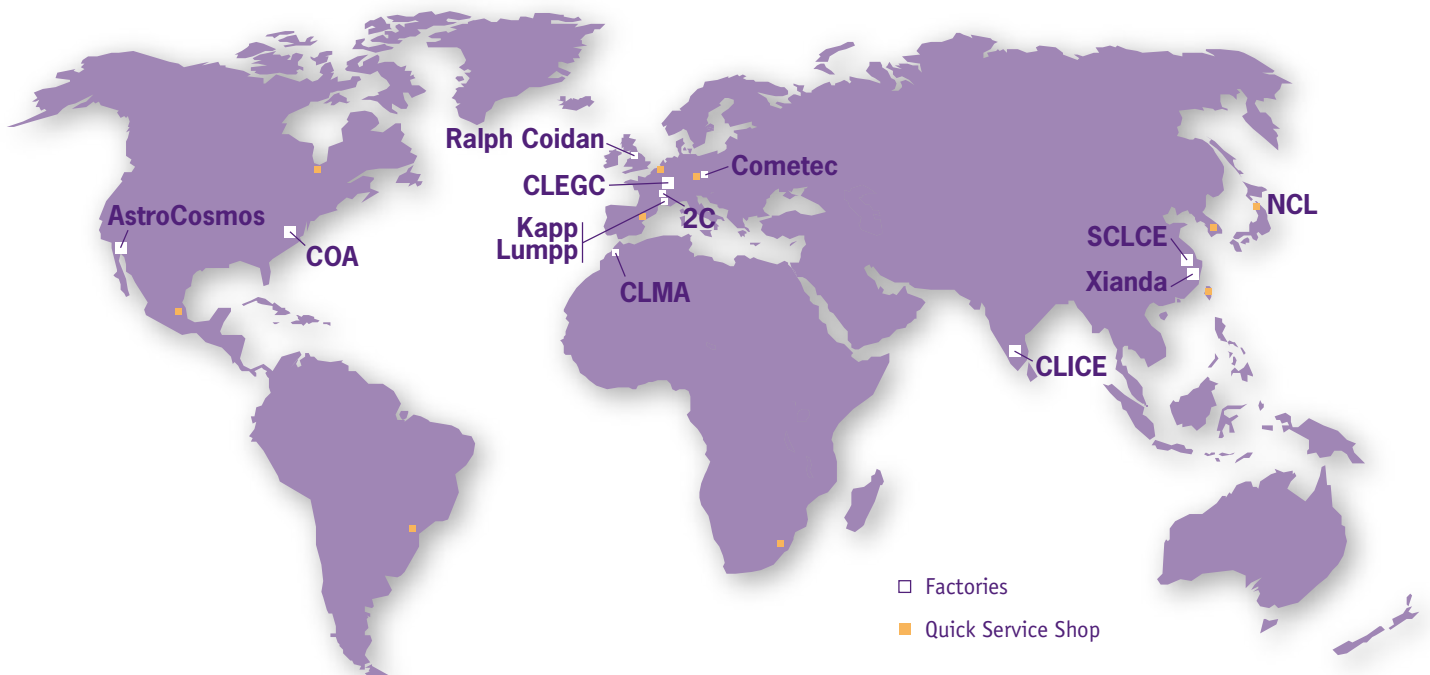 Ralph Coidan
Cometec
CLEGC
AstroCosmos
NCL
2C
Kapp
Lumpp
COA
SCLCE
Xianda
CLMA
CLICE
Factories
Quick Service Shop